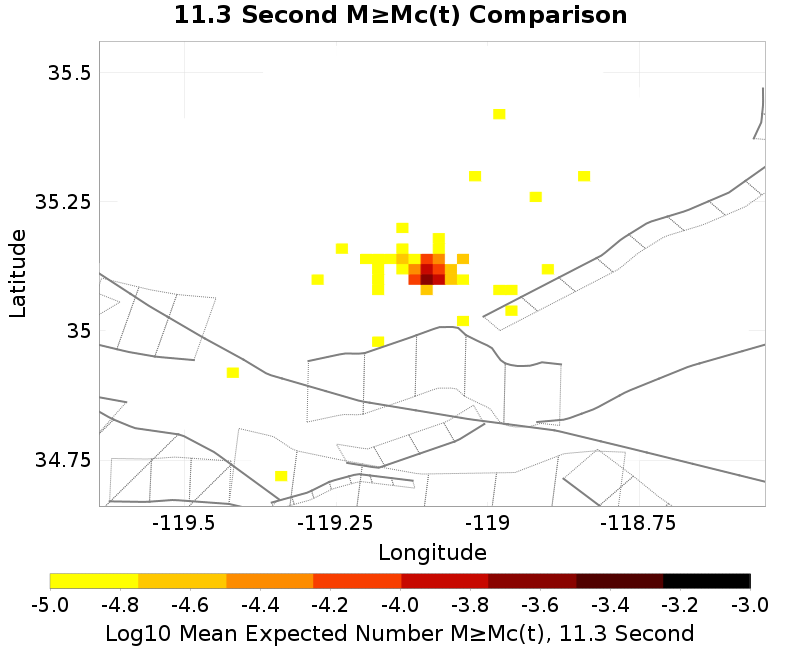 11.3 Second M≥Mc(t) Comparison
35.5
35.25
35
34.75
Latitude
-119.5 -119.25 -119 -118.75
Longitude
-5.0 -4.8 -4.6 -4.4 -4.2 -4.0 -3.8 -3.6 -3.4 -3.2 -3.0
Log10 Mean Expected Number M≥Mc(t), 11.3 Second